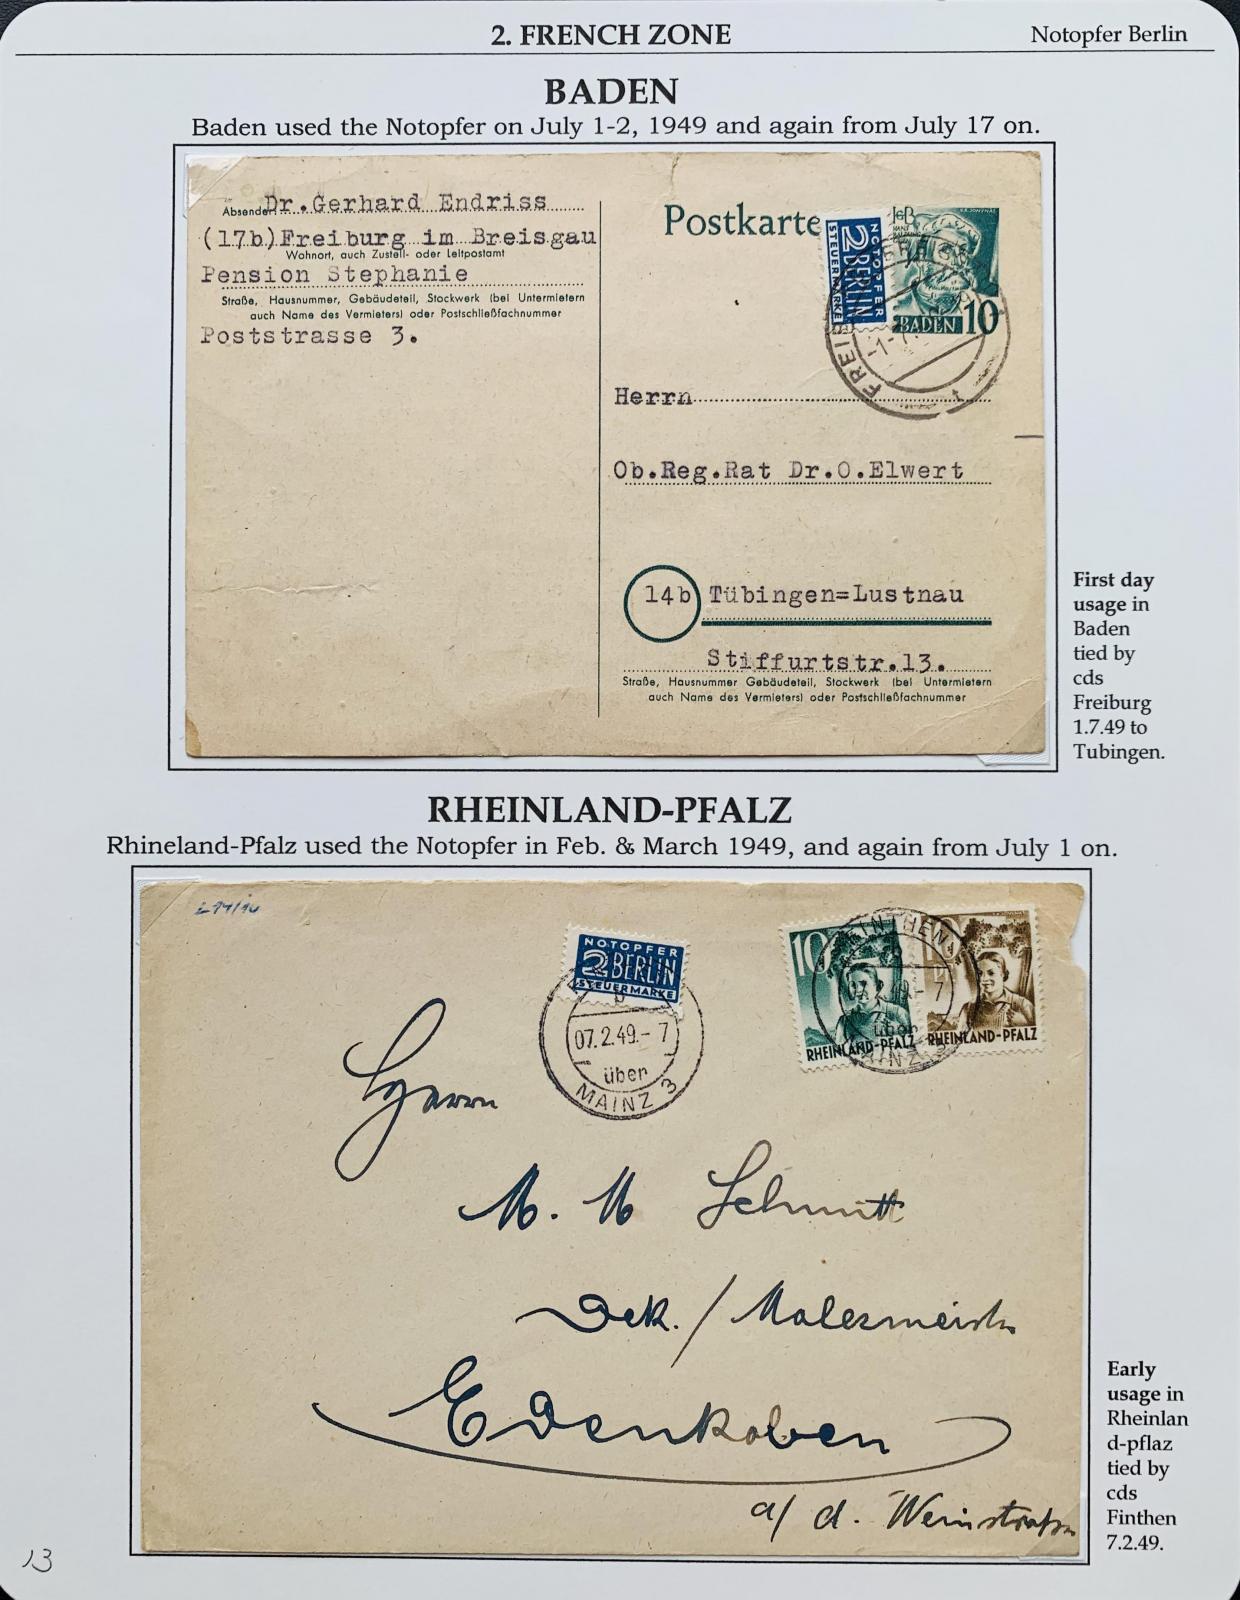 2. FRENCH ZONE
Notopfer Berlin
BADEN
Baden used the Notopfer on July 1-2, 1949 and again from July 17 on.
Absender
Dr.Gerhard Endriss
(17b)Freiburg im Breisgau
Wohnort, auch Zustell- oder Leitpostamt
Pension Stephanie
Straße, Hausnummer, Gebäudeteil, Stockwerk (bei Untermietern
auch Name des Vermieters) oder Postschließfachnummer
Poststrasse 3.
Postkarte
NOTOPFER
2 BERLIN
STEUERMARKE
BADEN 10
FREIB
Herrn
Ob.Reg.Rat Dr.O.Elwert
14b Tübingen=Lustnau
Stiffurtstr.13.
Straße, Hausnummer Gebäudeteil, Stockwerk (bei Untermietern
auch Name des Vermieters) oder Postschließfachnummer
First day
usage in
Baden
tied by
cds
Freiburg
1.7.49 to
Tubingen.
RHEINLAND-PFALZ
Rhineland-Pfalz used the Notopfer in Feb. & March 1949, and again from July 1 on.
NOTOPFER
2 BERLIN
STEUERMARKE
b
07.2.49.-7
über
MAINZ 3
10
RHEINLAND-PFALZ
RHEINLAND-PFALZ
INTHEN
über
Herrn
M. M Schmitt
Dek. / Malermeister
Edenkoben
a/ d. Weinstrasse
Early
usage in
Rheinlan
d-pflaz
tied by
cds
Finthen
7.2.49.
13